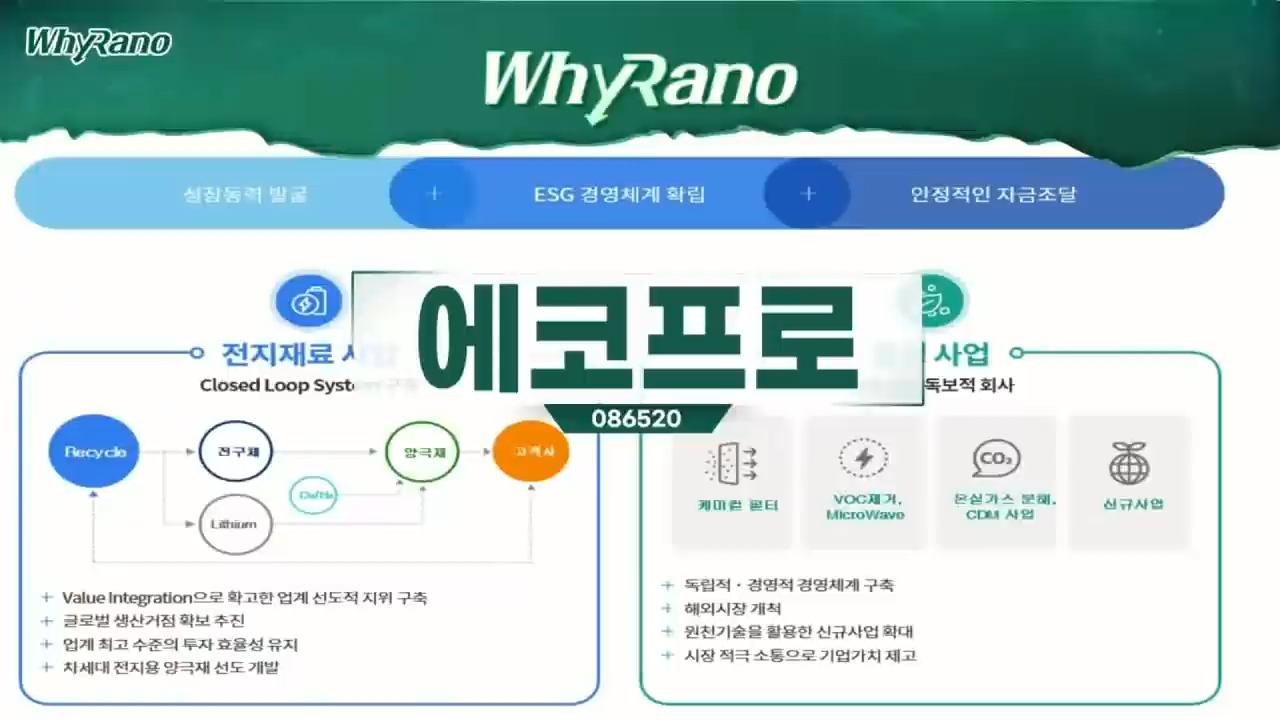 WhyRano
WhyRano
성장동력 발굴
+
ESG 경영체계 확립
+
안정적인 자금조달
에코프로
086520
전지재료
Closed Loop System
사업
독보적 회사
Recycle
전구체
양극재
고객사
Lithium
케미컬 필터
VOC제거,
MicroWave
CO₂
온실가스 분해,
CDM 사업
신규사업
+ Value Integration으로 확고한 업계 선도적 지위 구축
+ 글로벌 생산거점 확보 추진
+ 업계 최고 수준의 투자 효율성 유지
+ 차세대 전지용 양극재 선도 개발
+ 독립적 · 경영적 경영체계 구축
+ 해외시장 개척
+ 원천기술을 활용한 신규사업 확대
+ 시장 적극 소통으로 기업가치 제고